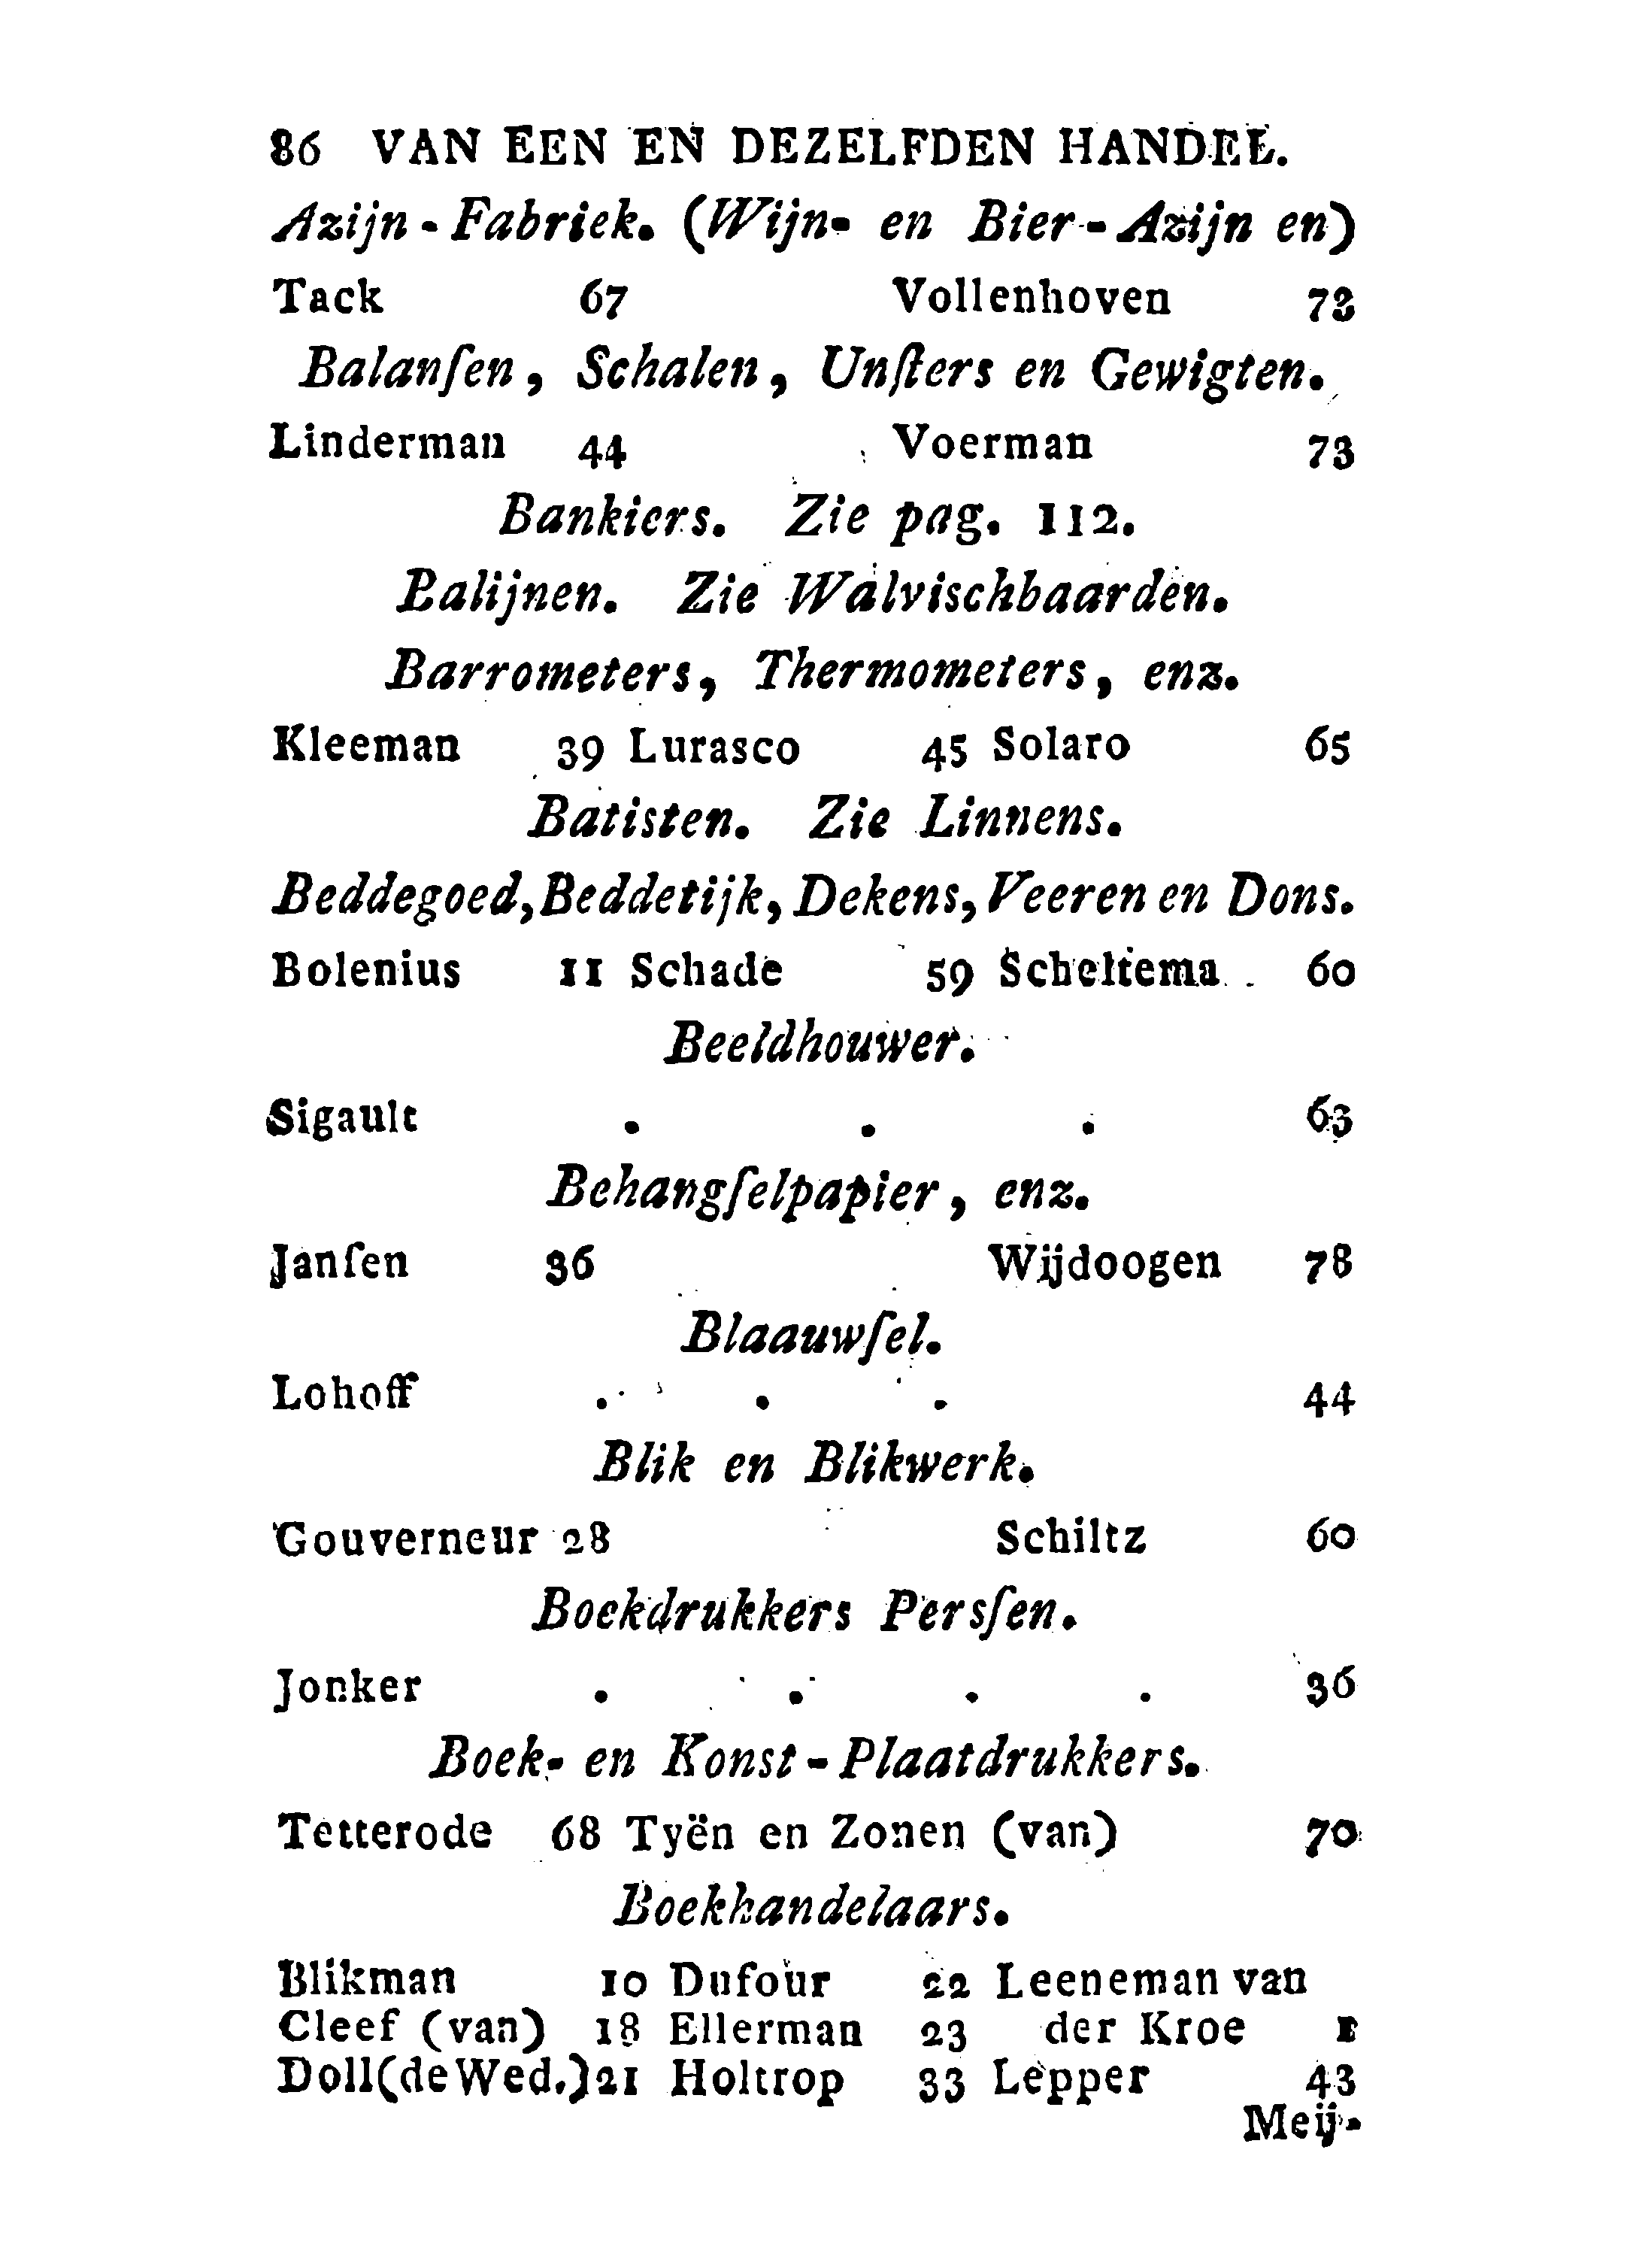 86 VAN EEN EN DEZELFDEN HANDEL.
Azijn-Fabriek. (Wijn- en Bier-Azijn en)
Tack 67 Vollenhoven 73
Balanſen, Schalen, Unſters en Gewigten.
Linderman 44 Voerman 73
Bankiers. Zie pag. 112.
Balijnen. Zie Walvischbaarden.
Barrometers, Thermometers, enz.
Kleeman 39 Lurasco 45 Solaro 65
Batisten. Zie Linnens.
Beddegoed, Beddetijk, Dekens, Veeren en Dons.
Bolenius 11 Schade 59 Scheltema 60
Beeldhouwer.
Sigault . . . 63
Behangſelpapier, enz.
Janſen 36 Wijdoogen 78
Blaauwſel.
Lohoff . . . 44
Blik en Blikwerk.
Gouverneur 28 Schiltz 60
Boekdrukkers Persſen.
Jonker . . . . 36
Boek- en Konst-Plaatdrukkers.
Tetterode 68 Tyën en Zonen (van) 70
Boekhandelaars.
Blikman 10 Dufour 22 Leeneman van
Cleef (van) 18 Ellerman 23 der Kroe 1
Doll (de Wed.) 21 Holtrop 33 Lepper 43
Meij-